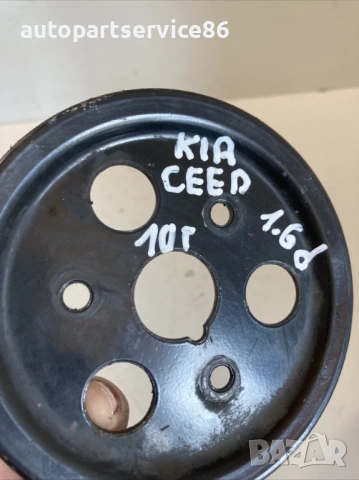 autopartservice86
KIA
CEED
10г
1.6d
BAZAR